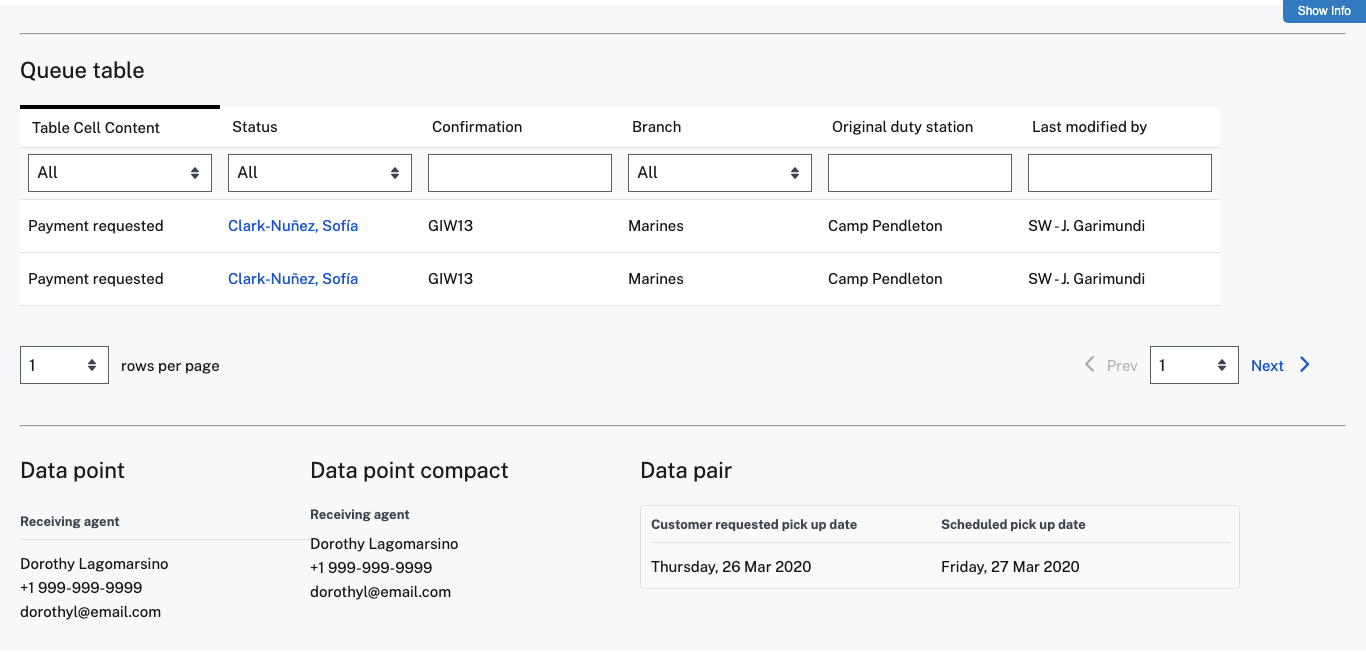 Show Info
Queue table
Table Cell Content Status Confirmation Branch Original duty station Last modified by
All All All
Payment requested Clark-Nuñez, Sofía GIW13 Marines Camp Pendleton SW - J. Garimundi
Payment requested Clark-Nuñez, Sofía GIW13 Marines Camp Pendleton SW - J. Garimundi
1 rows per page Prev 1 Next
Data point
Receiving agent
Dorothy Lagomarsino
+1 999-999-9999
dorothyl@email.com
Data point compact
Receiving agent
Dorothy Lagomarsino
+1 999-999-9999
dorothyl@email.com
Data pair
Customer requested pick up date Scheduled pick up date
Thursday, 26 Mar 2020 Friday, 27 Mar 2020